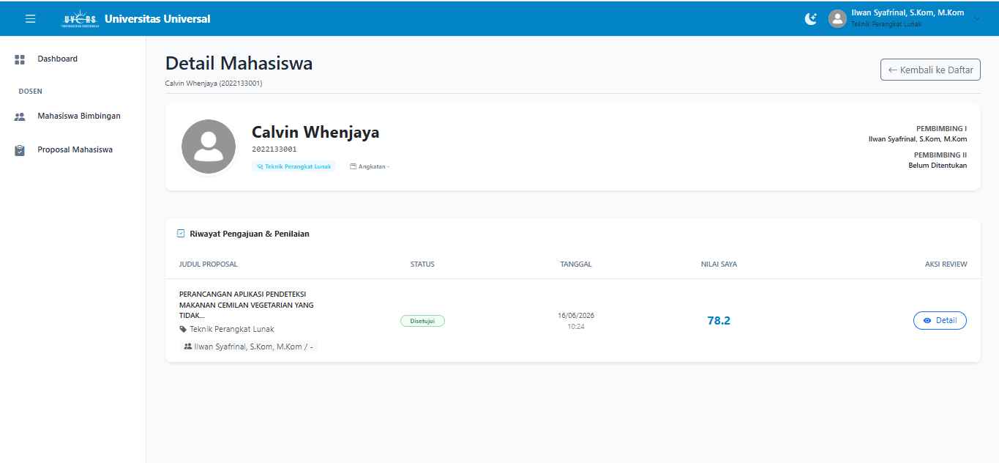 UVERS
UNIVERSITAS UNIVERSAL
Universitas Universal
Ilwan Syafrinal, S.Kom, M.Kom
Teknik Perangkat Lunak
Dashboard
DOSEN
Mahasiswa Bimbingan
Proposal Mahasiswa
Detail Mahasiswa
Calvin Whenjaya (2022133001)
← Kembali ke Daftar
Calvin Whenjaya
2022133001
Teknik Perangkat Lunak
Angkatan -
PEMBIMBING I
Ilwan Syafrinal, S.Kom, M.Kom
PEMBIMBING II
Belum Ditentukan
Riwayat Pengajuan & Penilaian
JUDUL PROPOSAL STATUS TANGGAL NILAI SAYA AKSI REVIEW
PERANCANGAN APLIKASI PENDETEKSI
MAKANAN CEMILAN VEGETARIAN YANG
TIDAK...
Teknik Perangkat Lunak
Ilwan Syafrinal, S.Kom, M.Kom / -
Disetujui
16/06/2026
10:24
78.2
Detail